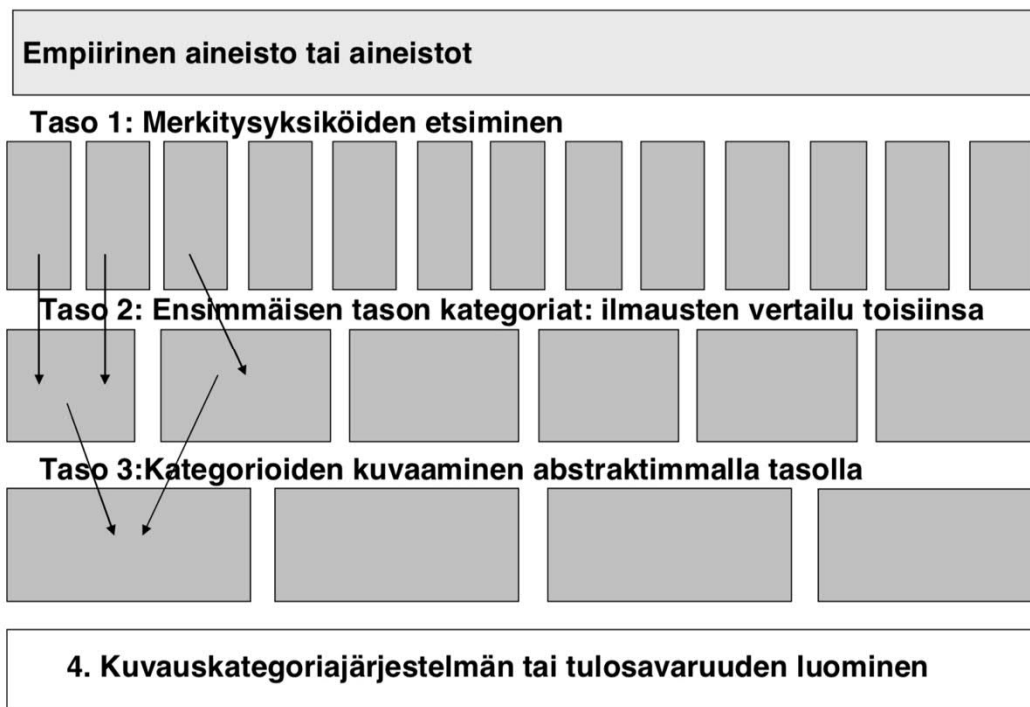 Empiirinen aineisto tai aineistot
Taso 1: Merkitysyksiköiden etsiminen
Taso 2: Ensimmäisen tason kategoriat: ilmausten vertailu toisiinsa
Taso 3:Kategorioiden kuvaaminen abstraktimmalla tasolla
4. Kuvauskategoriajärjestelmän tai tulosavaruuden luominen